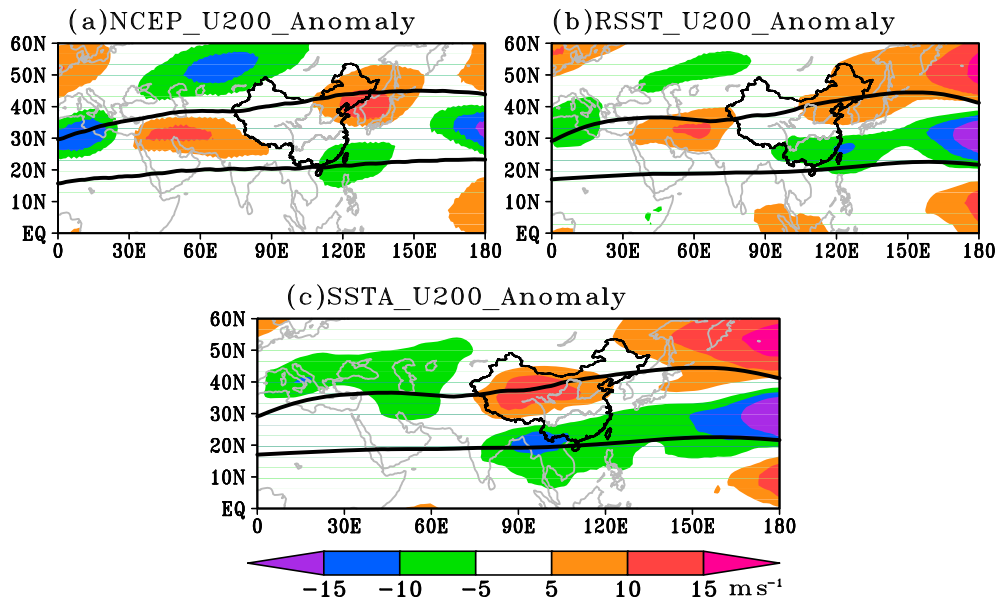 (a)NCEP_U200_Anomaly
60N
50N
40N
30N
20N
10N
EQ
0 30E 60E 90E 120E 150E 180
(b)RSST_U200_Anomaly
60N
50N
40N
30N
20N
10N
EQ
0 30E 60E 90E 120E 150E 180
(c)SSTA_U200_Anomaly
60N
50N
40N
30N
20N
10N
EQ
0 30E 60E 90E 120E 150E 180
−15 −10 −5 5 10 15 ms⁻¹